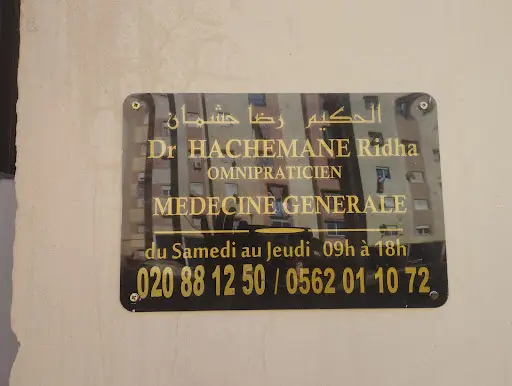 الحكيم رضا حشمان
Dr HACHEMANE Ridha
OMNIPRATICIEN
MEDECINE GENERALE
du Samedi au Jeudi 09h à 18h
020 88 12 50 / 0562 01 10 72